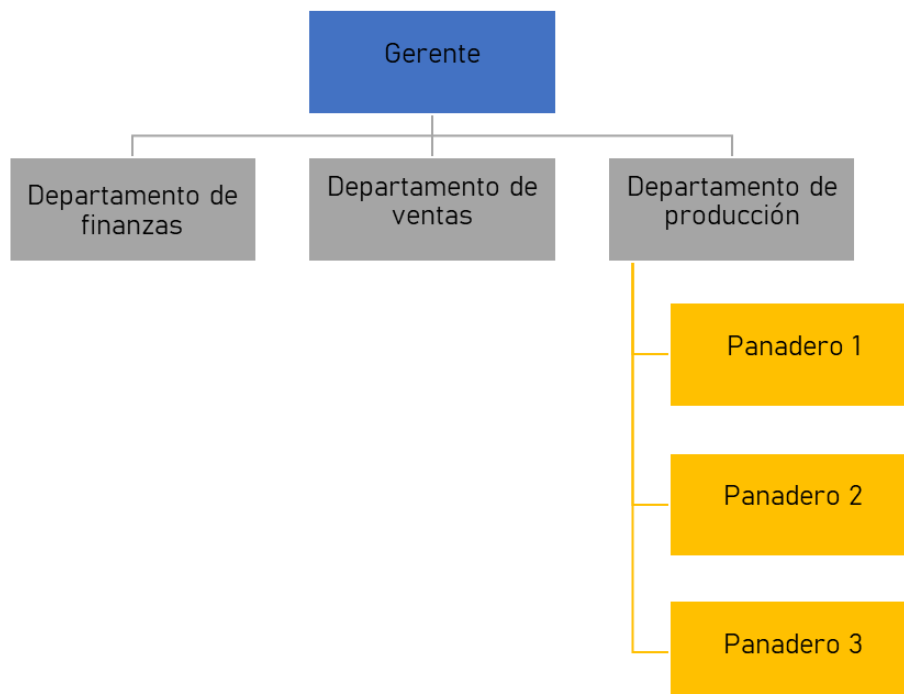 Gerente
Departamento de
finanzas
Departamento de
ventas
Departamento de
producción
Panadero 1
Panadero 2
Panadero 3